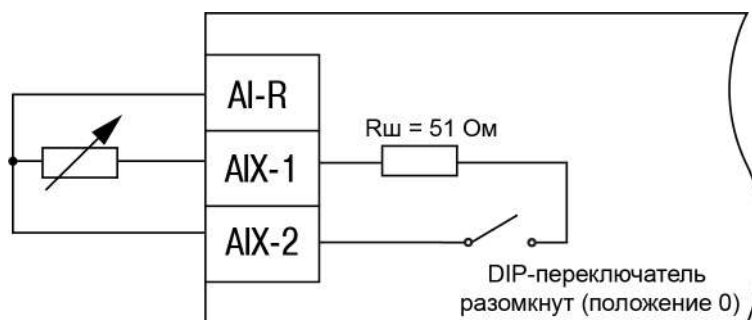 AI-R
Rш = 51 Ом
AIX-1
AIX-2
DIP-переключатель
разомкнут (положение 0)